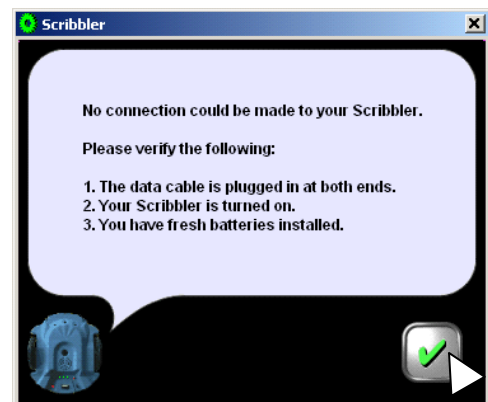 Scribbler
No connection could be made to your Scribbler.
Please verify the following:
1. The data cable is plugged in at both ends.
2. Your Scribbler is turned on.
3. You have fresh batteries installed.